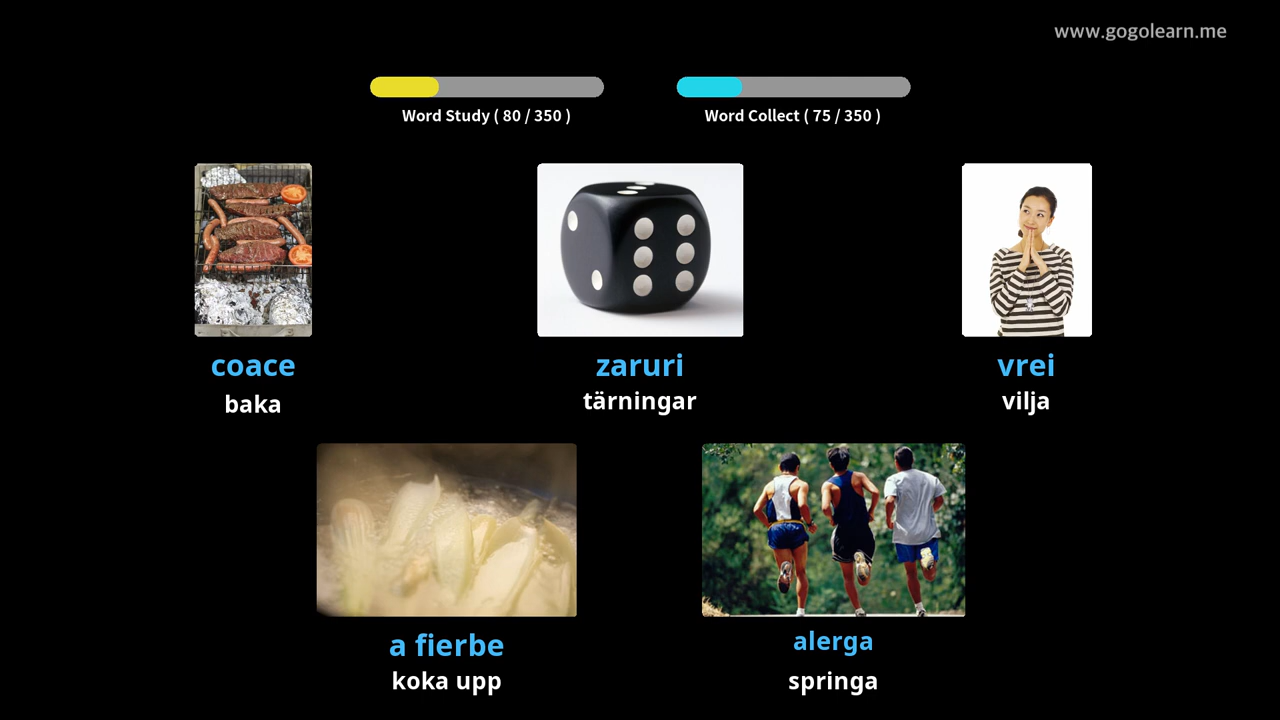 www.gogolearn.me
Word Study ( 80 / 350 )
Word Collect ( 75 / 350 )
coace
baka
zaruri
tärningar
vrei
vilja
a fierbe
koka upp
alerga
springa